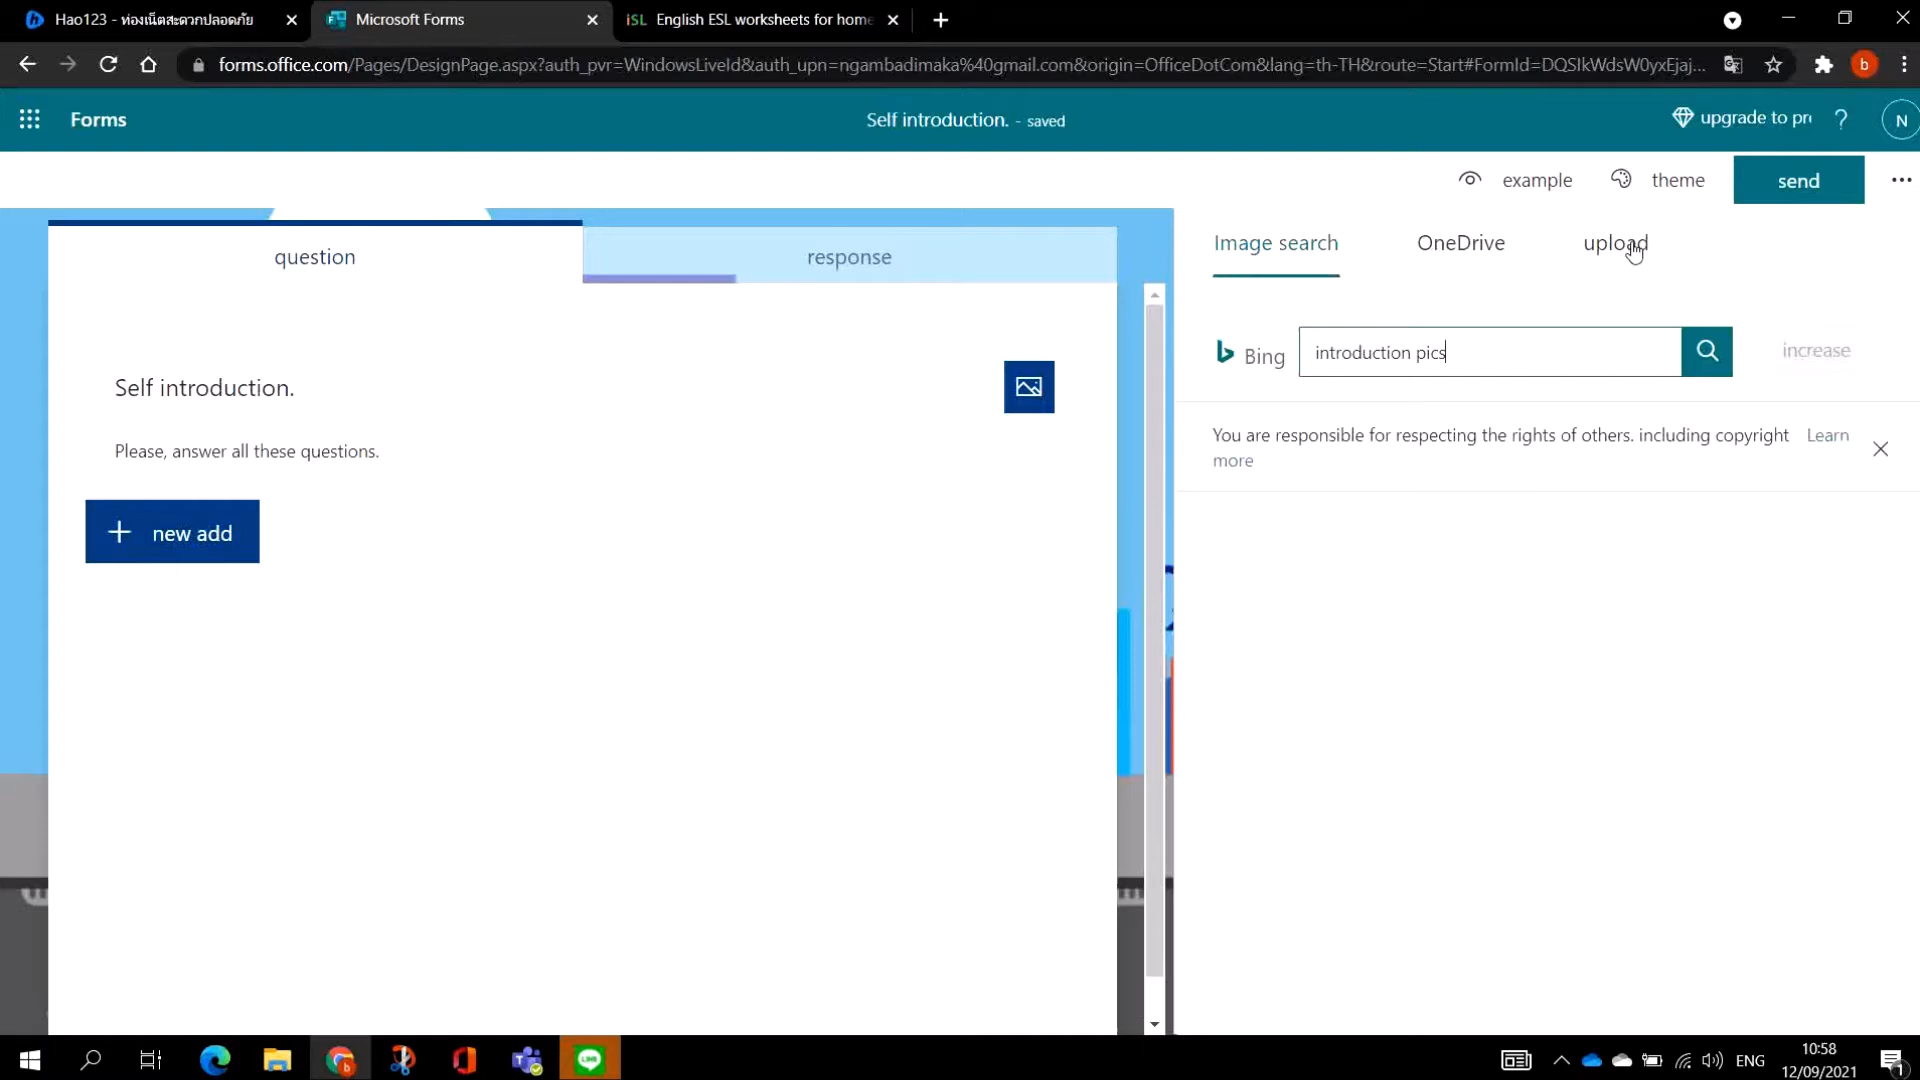 Hao123 - ท่องเน็ตสะดวกปลอดภัย
Microsoft Forms
iSL English ESL worksheets for home
forms.office.com/Pages/DesignPage.aspx?auth_pvr=WindowsLiveId&auth_upn=ngambadimaka%40gmail.com&origin=OfficeDotCom&lang=th-TH&route=Start#FormId=DQSIkWdsW0yxEjaj...
b
Forms
Self introduction. - saved
upgrade to pr
?
N
example
theme
send
question
response
Image search
OneDrive
upload
Bing
introduction pics
increase
You are responsible for respecting the rights of others. including copyright Learn
more
Self introduction.
Please, answer all these questions.
+ new add
LINE
ENG
10:58
12/09/2021
1